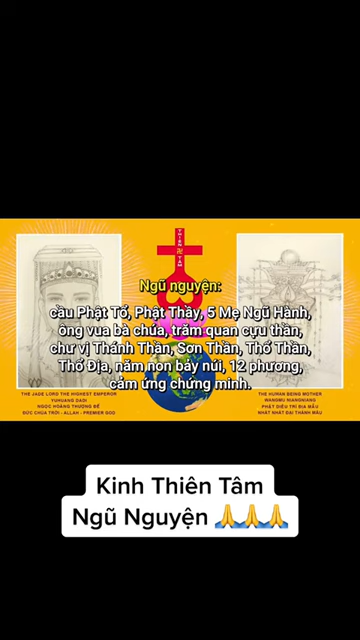 THIÊN
TÂM
Ngũ nguyện:
cầu Phật Tổ, Phật Thầy, 5 Mẹ Ngũ Hành,
ông vua bà chúa, trăm quan cựu thần,
chư vị Thánh Thần, Sơn Thần, Thổ Thần,
Thổ Địa, năm non bảy núi, 12 phương,
cảm ứng chứng minh.
THE JADE LORD THE HIGHEST EMPEROR
YUHUANG DADI
NGỌC HOÀNG THƯỢNG ĐẾ
ĐỨC CHÚA TRỜI - ALLAH - PREMIER GOD
THE HUMAN BEING MOTHER
WANGMU NIANGNIANG
PHẬT DIÊU TRÌ ĐỊA MẪU
NHẤT NHẤT ĐẠI THÁNH MẪU
Kinh Thiên Tâm
Ngũ Nguyện 🙏🙏🙏